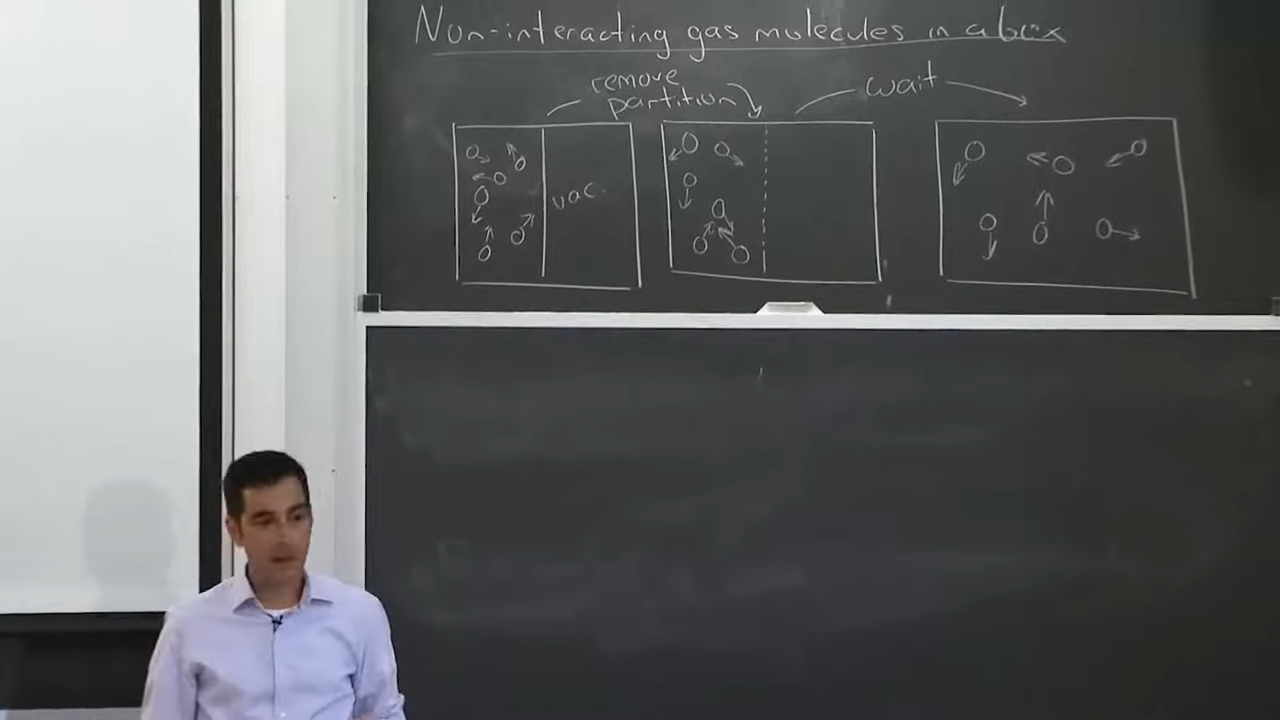 Non-interacting gas molecules in a box
remove
partition
wait
vac.